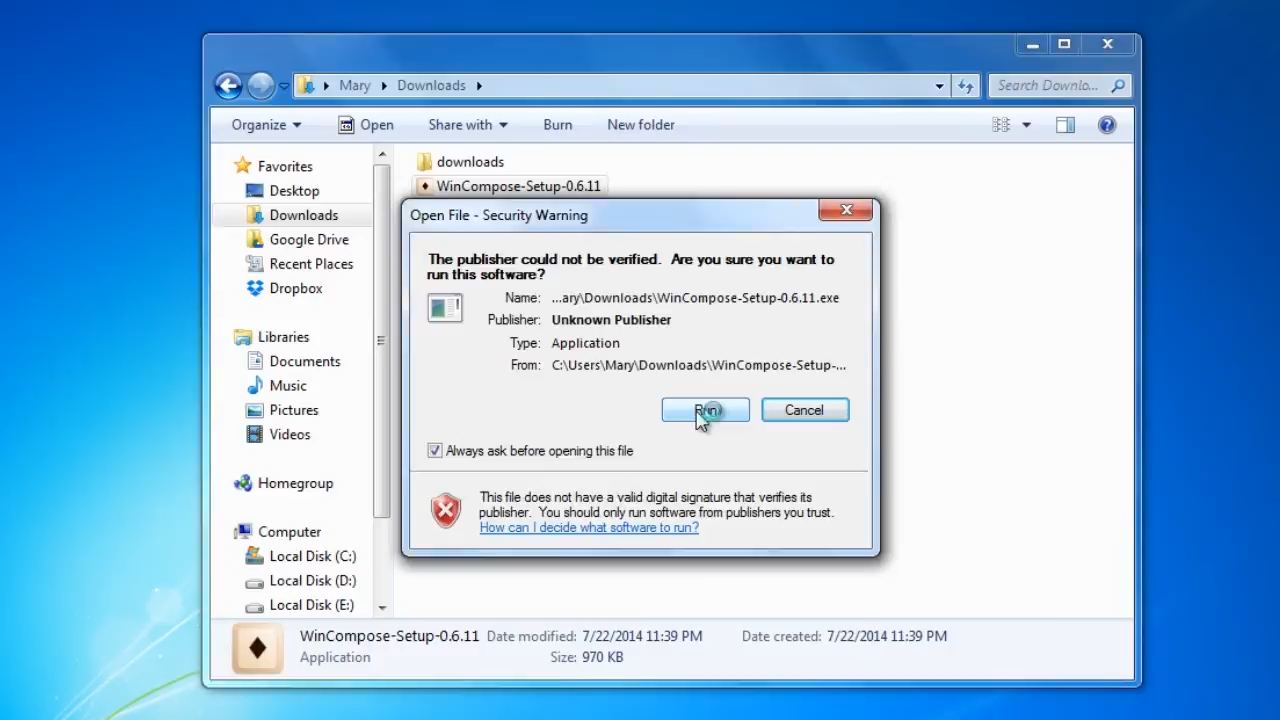 Mary
Downloads
Search Downlo...
Organize
Open
Share with
Burn
New folder
Favorites
Desktop
Downloads
Google Drive
Recent Places
Dropbox
Libraries
Documents
Music
Pictures
Videos
Homegroup
Computer
Local Disk (C:)
Local Disk (D:)
Local Disk (E:)
downloads
WinCompose-Setup-0.6.11
Open File - Security Warning
The publisher could not be verified. Are you sure you want to
run this software?
Name: ...ary\Downloads\WinCompose-Setup-0.6.11.exe
Publisher: Unknown Publisher
Type: Application
From: C:\Users\Mary\Downloads\WinCompose-Setup-...
Run
Cancel
Always ask before opening this file
This file does not have a valid digital signature that verifies its
publisher. You should only run software from publishers you trust.
How can I decide what software to run?
WinCompose-Setup-0.6.11 Date modified: 7/22/2014 11:39 PM Date created: 7/22/2014 11:39 PM
Application Size: 970 KB